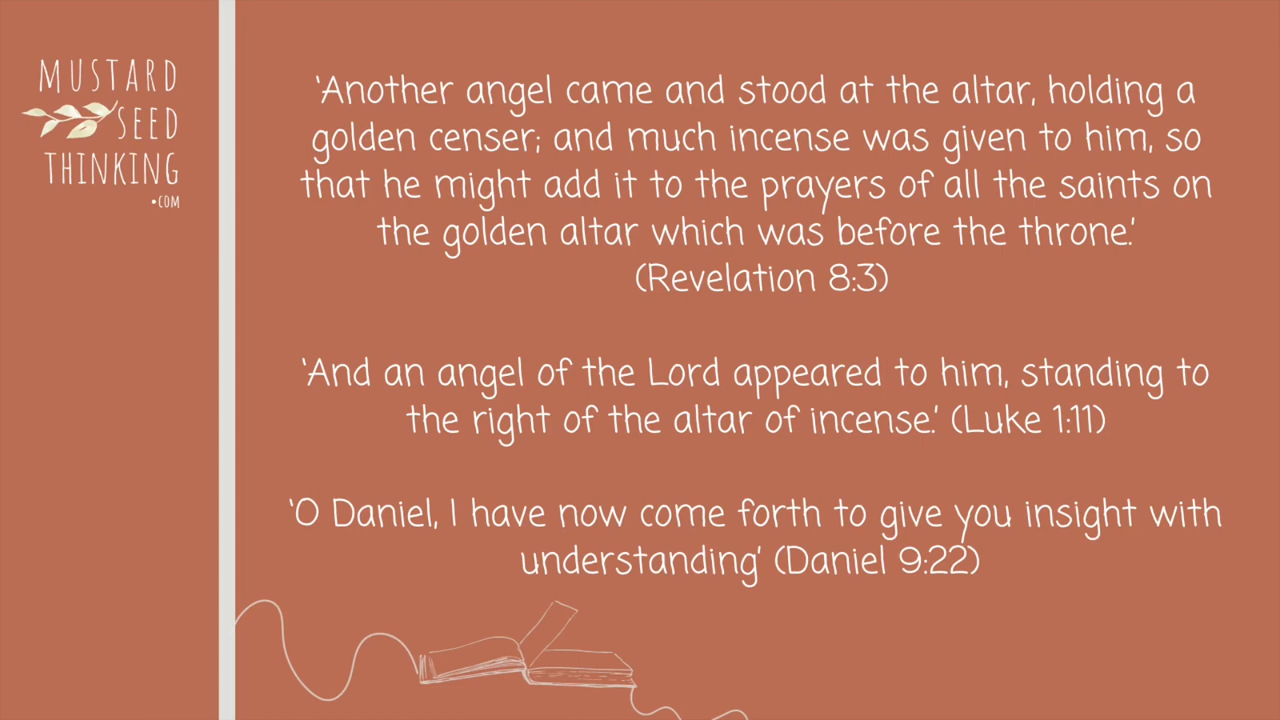 MUSTARD
SEED
THINKING
•COM
'Another angel came and stood at the altar, holding a
golden censer; and much incense was given to him, so
that he might add it to the prayers of all the saints on
the golden altar which was before the throne.'
(Revelation 8:3)
'And an angel of the Lord appeared to him, standing to
the right of the altar of incense.' (Luke 1:11)
'O Daniel, I have now come forth to give you insight with
understanding' (Daniel 9:22)